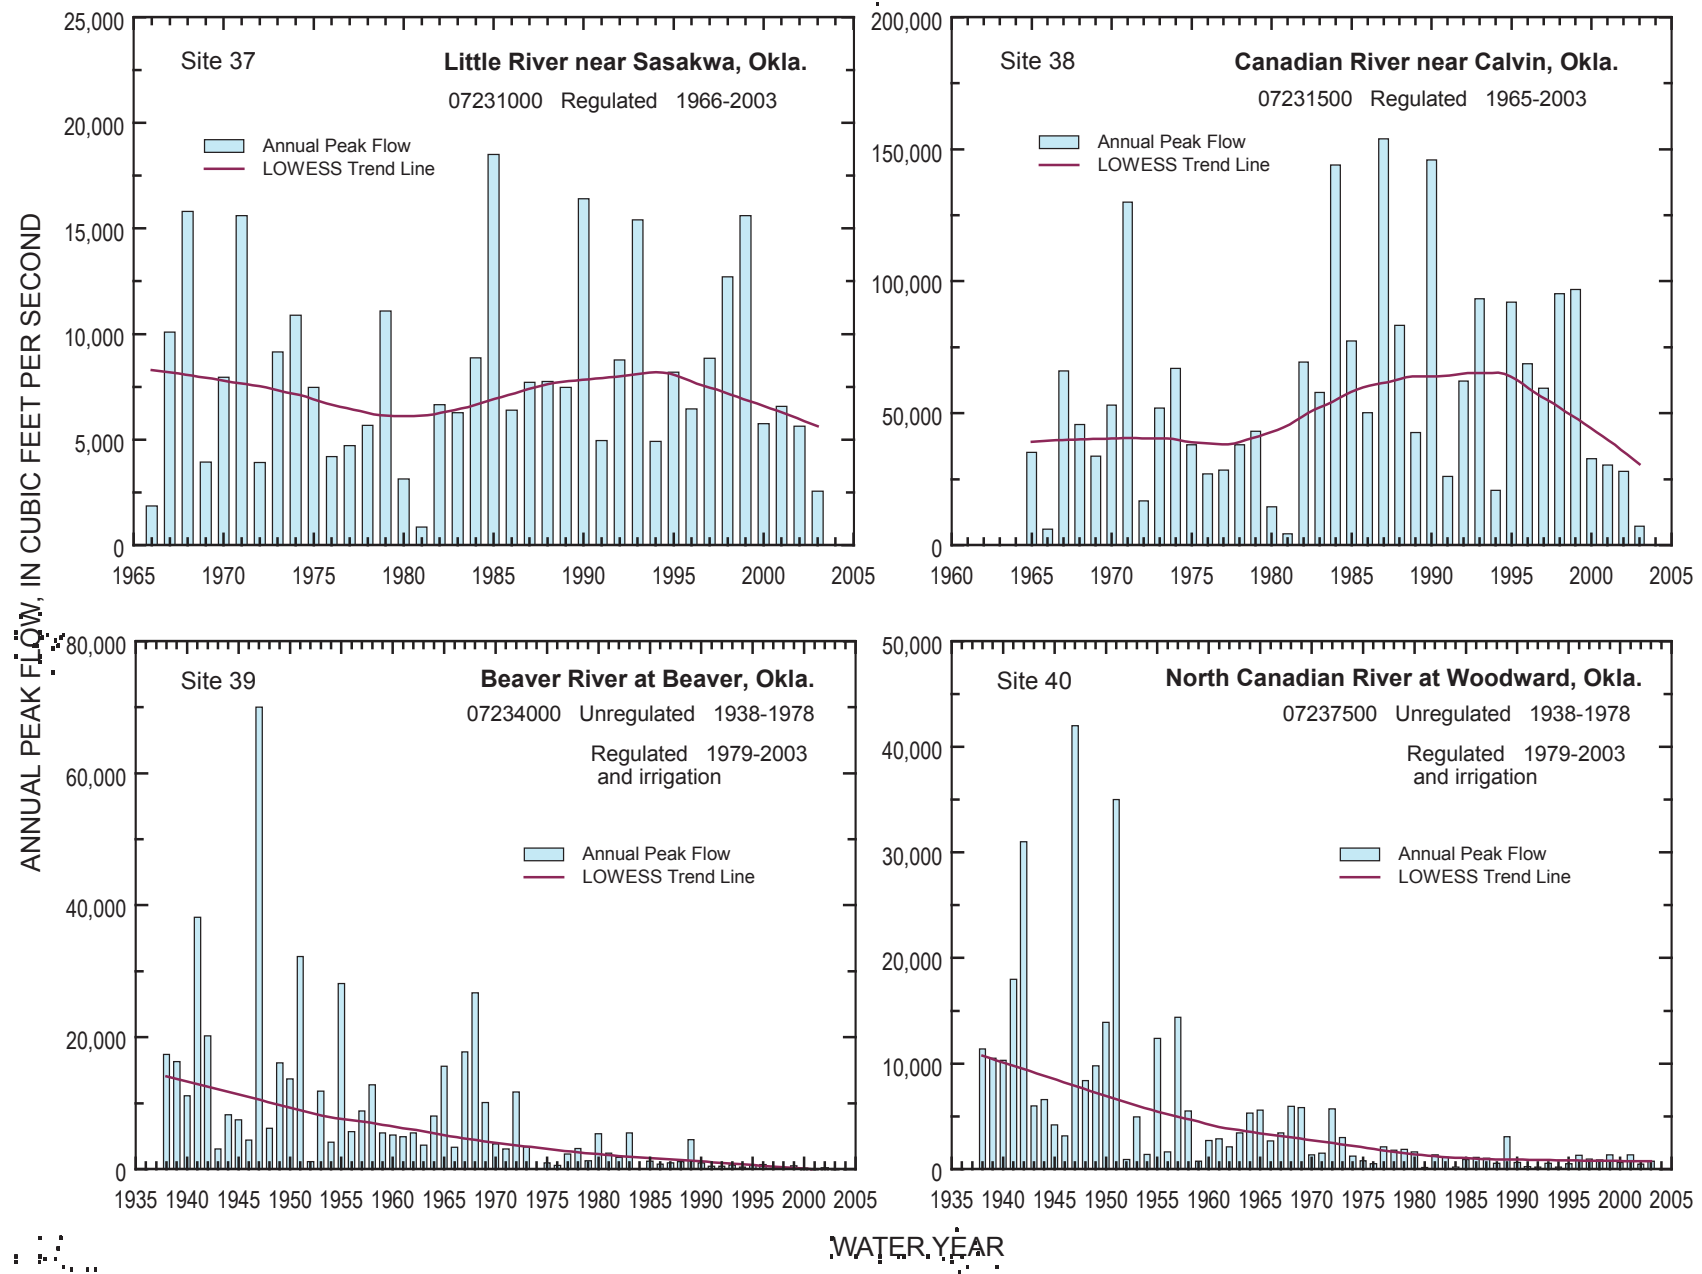 ANNUAL PEAK FLOW, IN CUBIC FEET PER SECOND
Site 37
Little River near Sasakwa, Okla.
07231000 Regulated 1966-2003
Annual Peak Flow
LOWESS Trend Line
25,000
20,000
15,000
10,000
5,000
0
1965 1970 1975 1980 1985 1990 1995 2000 2005
Site 38
Canadian River near Calvin, Okla.
07231500 Regulated 1965-2003
Annual Peak Flow
LOWESS Trend Line
200,000
150,000
100,000
50,000
0
1960 1965 1970 1975 1980 1985 1990 1995 2000 2005
Site 39
Beaver River at Beaver, Okla.
07234000 Unregulated 1938-1978
Regulated 1979-2003
and irrigation
Annual Peak Flow
LOWESS Trend Line
80,000
60,000
40,000
20,000
0
1935 1940 1945 1950 1955 1960 1965 1970 1975 1980 1985 1990 1995 2000 2005
Site 40
North Canadian River at Woodward, Okla.
07237500 Unregulated 1938-1978
Regulated 1979-2003
and irrigation
Annual Peak Flow
LOWESS Trend Line
50,000
40,000
30,000
20,000
10,000
0
1935 1940 1945 1950 1955 1960 1965 1970 1975 1980 1985 1990 1995 2000 2005
WATER YEAR